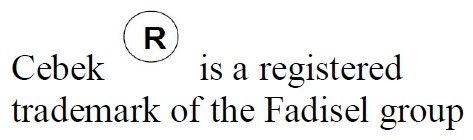 Cebek ® is a registered
trademark of the Fadisel group